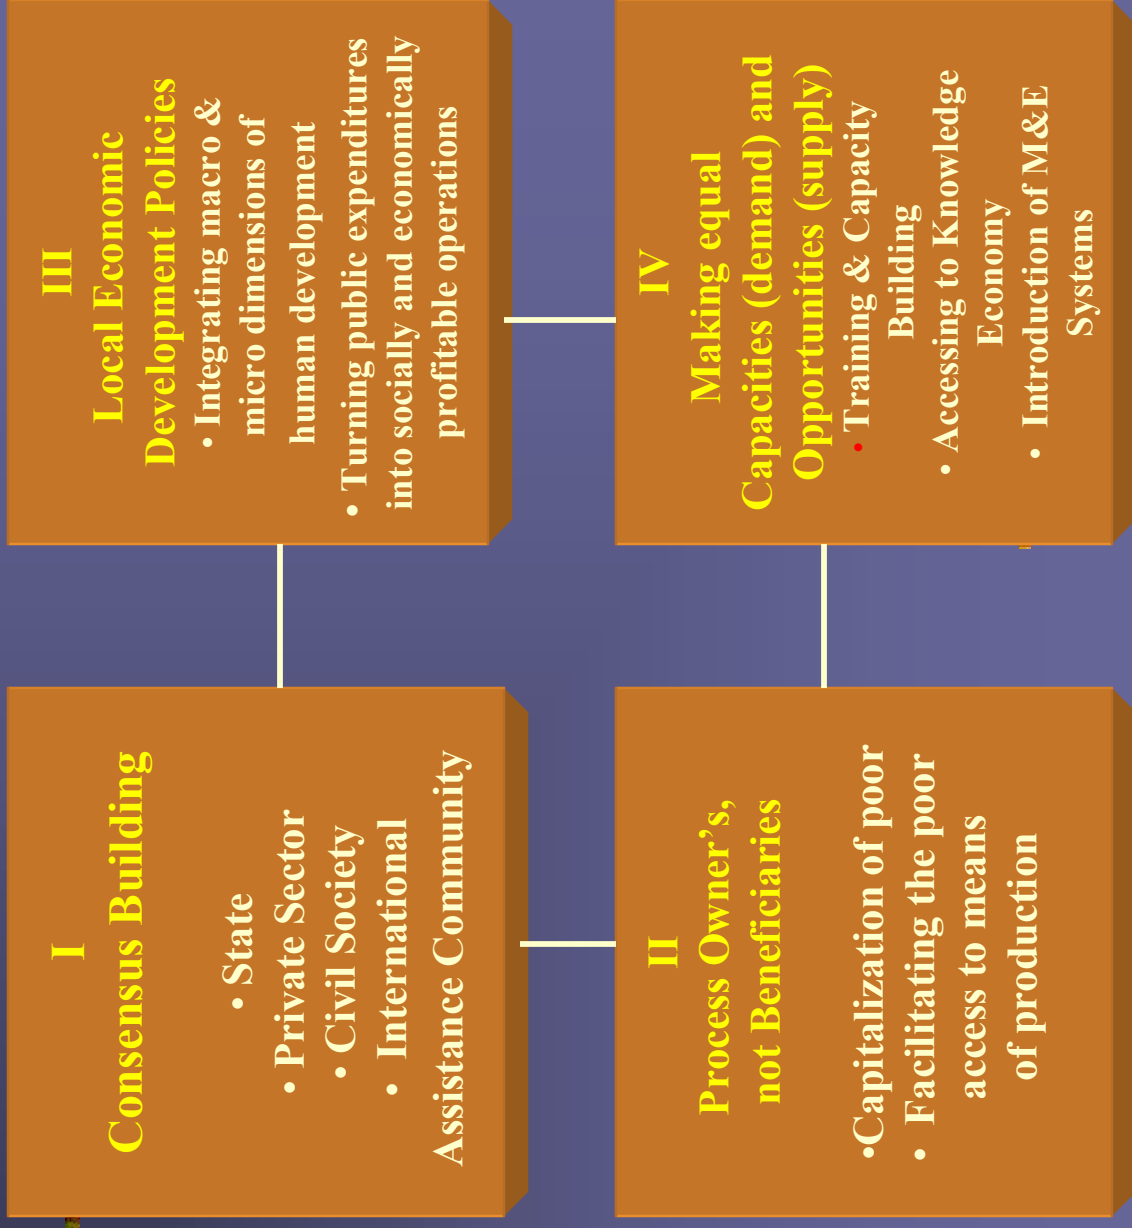 I
Consensus Building
• State
• Private Sector
• Civil Society
• International
Assistance Community
III
Local Economic
Development Policies
• Integrating macro &
micro dimensions of
human development
• Turning public expenditures
into socially and economically
profitable operations
II
Process Owner’s,
not Beneficiaries
•Capitalization of poor
• Facilitating the poor
access to means
of production
IV
Making equal
Capacities (demand) and
Opportunities (supply)
• Training & Capacity
Building
• Accessing to Knowledge
Economy
• Introduction of M&E
Systems